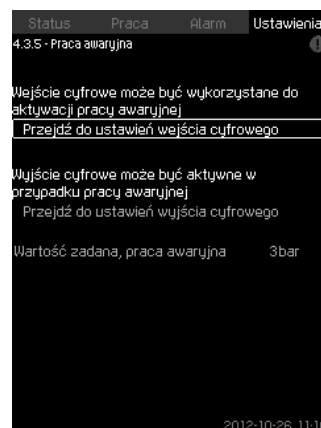 Status Praca Alarm Ustawienia
4.3.5 - Praca awaryjna
Wejście cyfrowe może być wykorzystane do
aktywacji pracy awaryjnej
Przejdź do ustawień wejścia cyfrowego
Wyjście cyfrowe może być aktywne w
przypadku pracy awaryjnej
Przejdź do ustawień wyjścia cyfrowego
Wartość zadana, praca awaryjna 3bar
2012-10-26